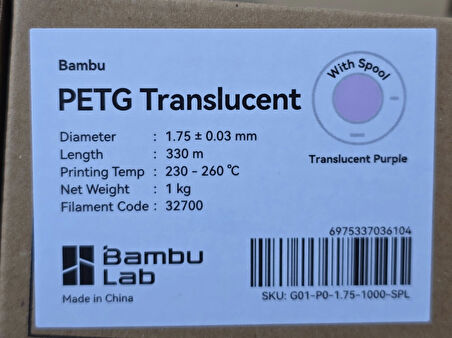 Bambu
PETG Translucent
Diameter : 1.75 ± 0.03 mm
Length : 330 m
Printing Temp : 230 - 260 °C
Net Weight : 1 kg
Filament Code : 32700
With Spool
Translucent Purple
Bambu
Lab
Made in China
6975337036104
SKU: G01-P0-1.75-1000-SPL